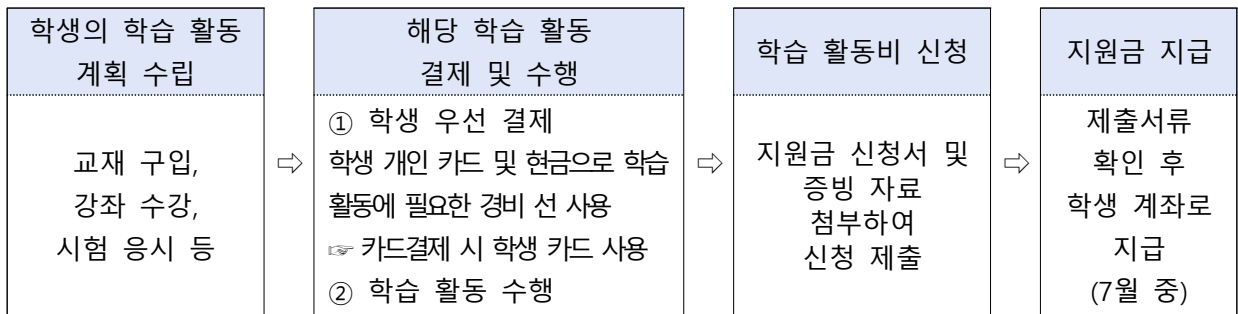 학생의 학습 활동
계획 수립
교재 구입,
강좌 수강,
시험 응시 등
⇨
해당 학습 활동
결제 및 수행
① 학생 우선 결제
학생 개인 카드 및 현금으로 학습
활동에 필요한 경비 선 사용
☞ 카드결제 시 학생 카드 사용
② 학습 활동 수행
⇨
학습 활동비 신청
지원금 신청서 및
증빙 자료
첨부하여
신청 제출
⇨
지원금 지급
제출서류
확인 후
학생 계좌로
지급
(7월 중)